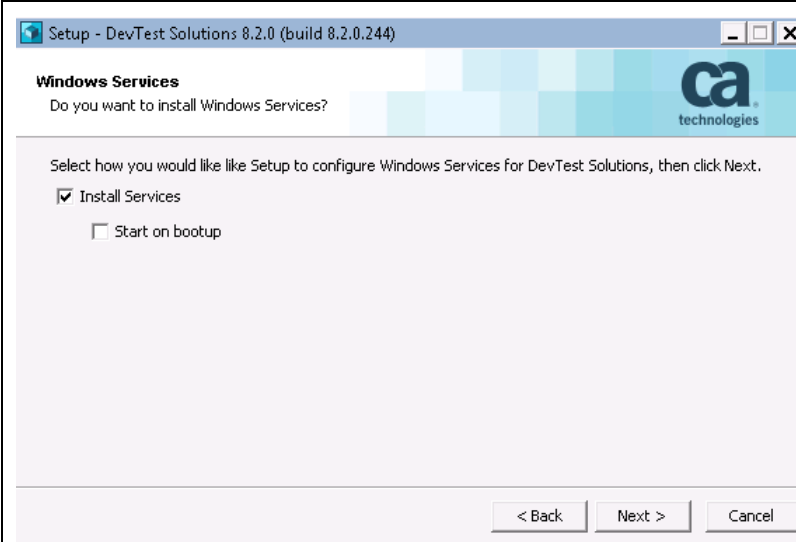 Setup - DevTest Solutions 8.2.0 (build 8.2.0.244)
Windows Services
Do you want to install Windows Services?
ca
technologies
Select how you would like like Setup to configure Windows Services for DevTest Solutions, then click Next.
Install Services
Start on bootup
< Back Next > Cancel